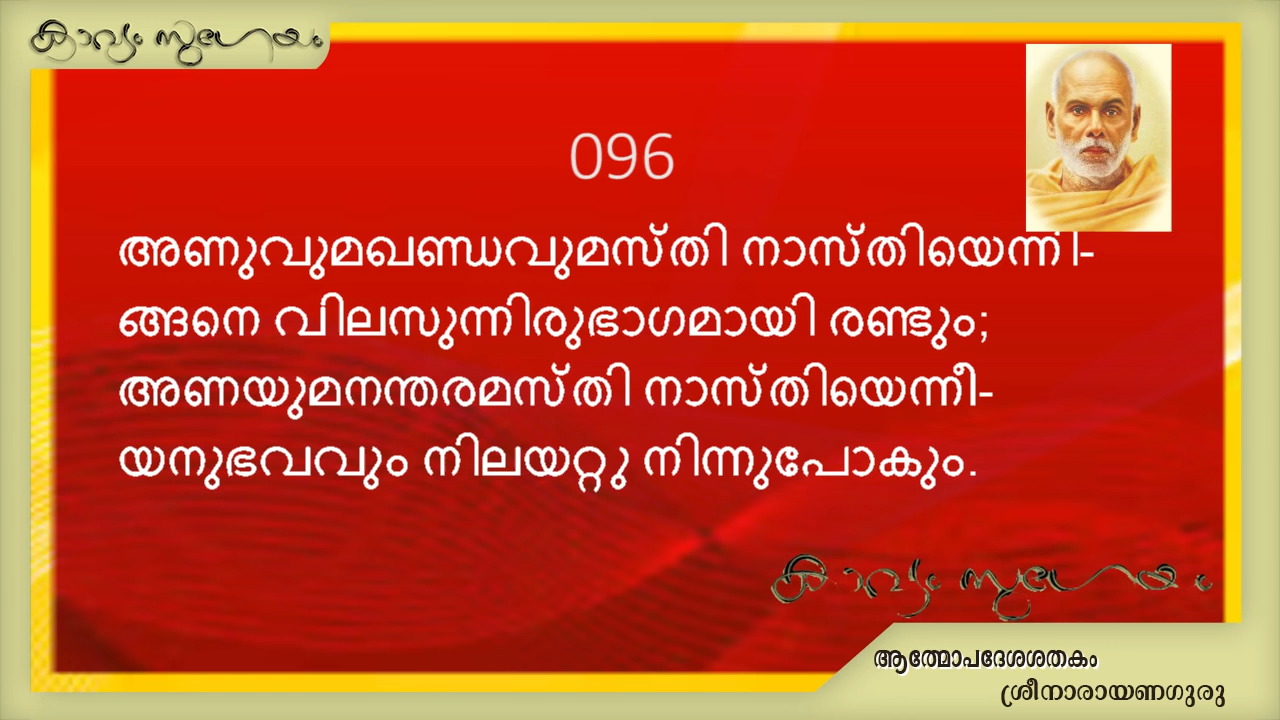 കാവ്യം സുഗേയം
096
അണുവുമഖണ്ഡവുമസ്തി നാസ്തിയെന്നി-
ങ്ങനെ വിലസുന്നിരുഭാഗമായി രണ്ടും;
അണയുമനന്തരമസ്തി നാസ്തിയെന്നീ-
യനുഭവവും നിലയറ്റു നിന്നുപോകും.
കാവ്യം സുഗേയം
ആത്മോപദേശശതകം
ശ്രീനാരായണഗുരു